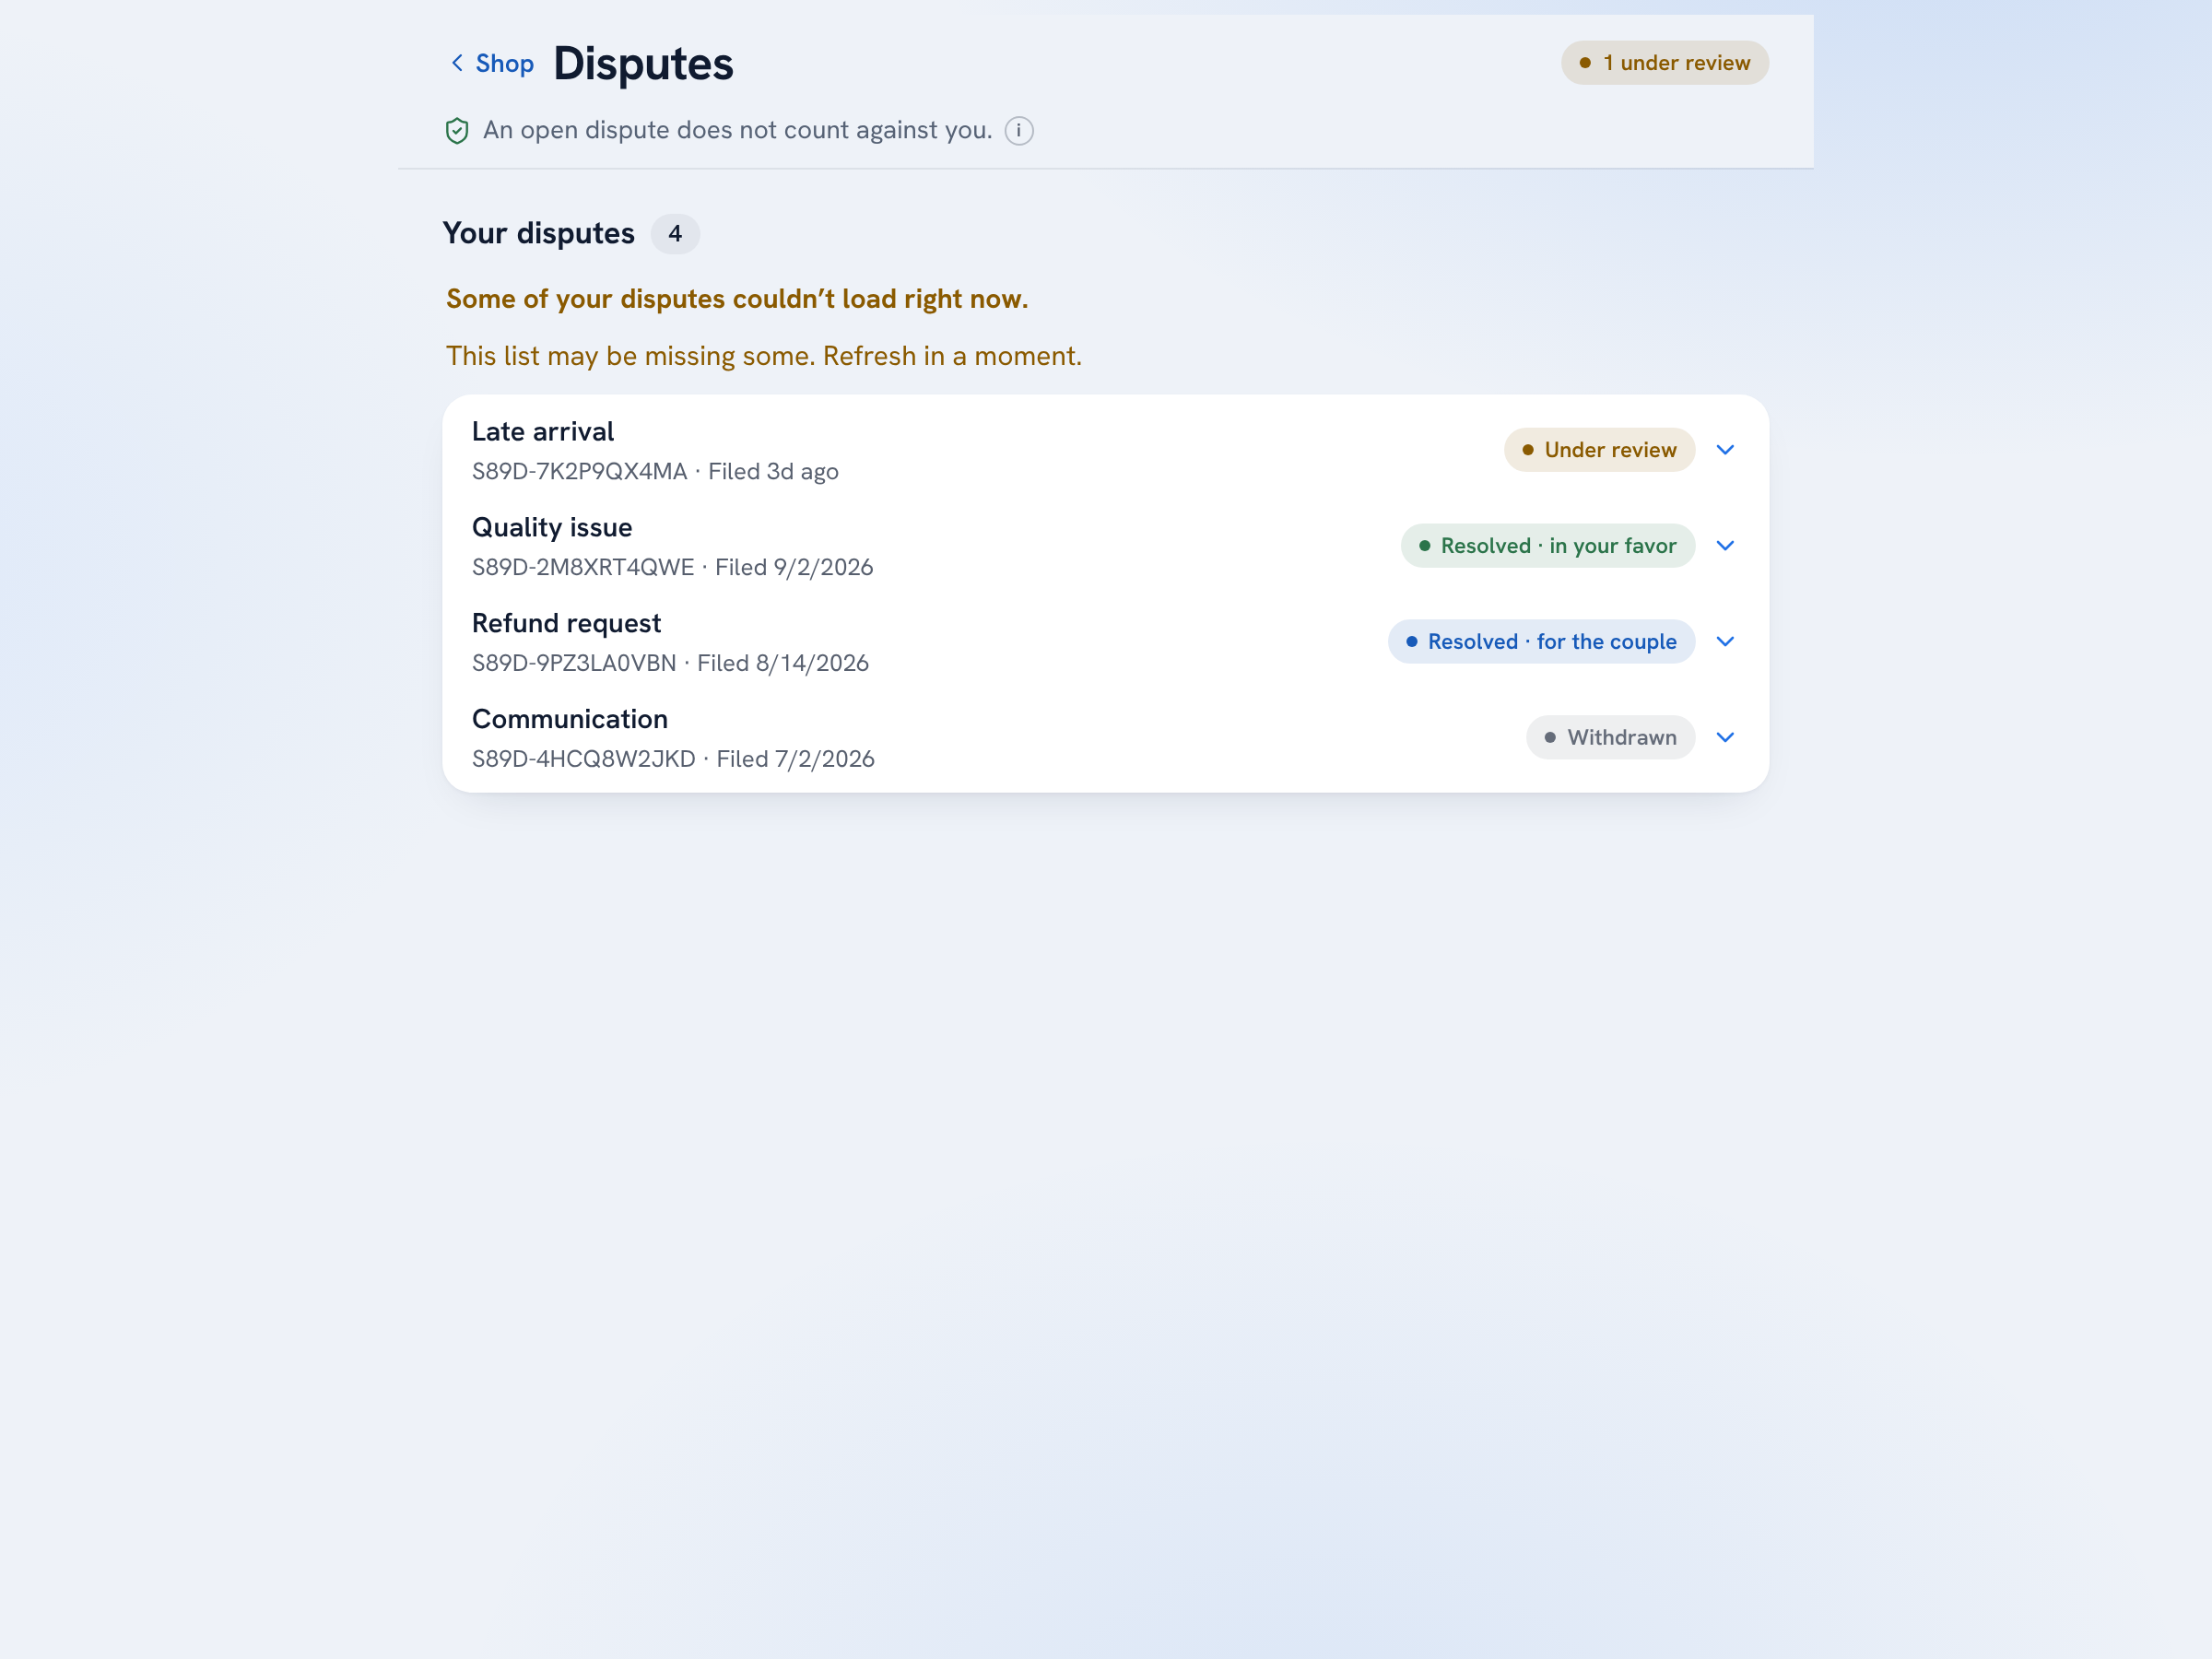 Shop Disputes
1 under review
An open dispute does not count against you.
Your disputes 4
Some of your disputes couldn’t load right now.
This list may be missing some. Refresh in a moment.
Late arrival
S89D-7K2P9QX4MA · Filed 3d ago
Under review
Quality issue
S89D-2M8XRT4QWE · Filed 9/2/2026
Resolved · in your favor
Refund request
S89D-9PZ3LA0VBN · Filed 8/14/2026
Resolved · for the couple
Communication
S89D-4HCQ8W2JKD · Filed 7/2/2026
Withdrawn